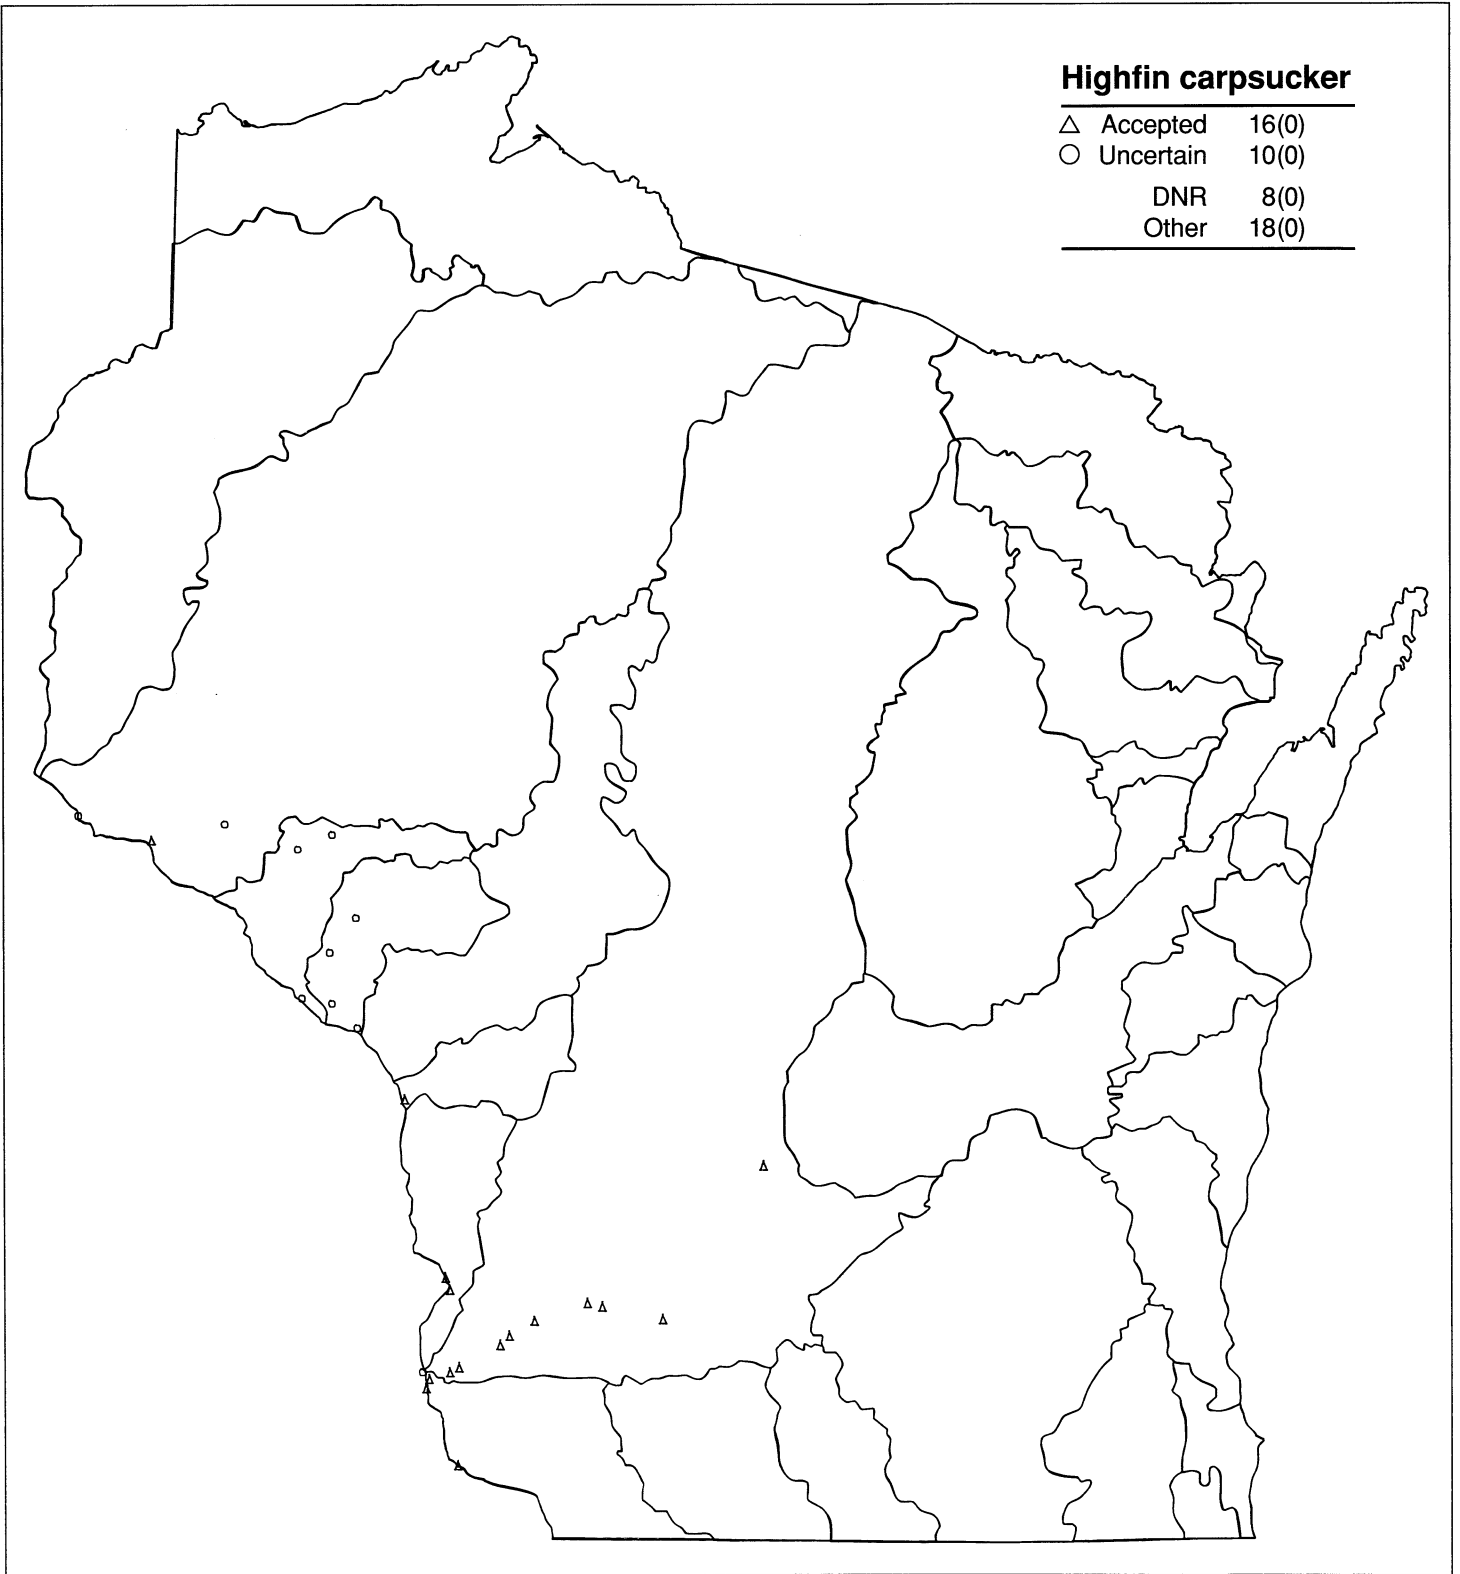 Highfin carpsucker
△ Accepted 16(0)
○ Uncertain 10(0)
DNR 8(0)
Other 18(0)